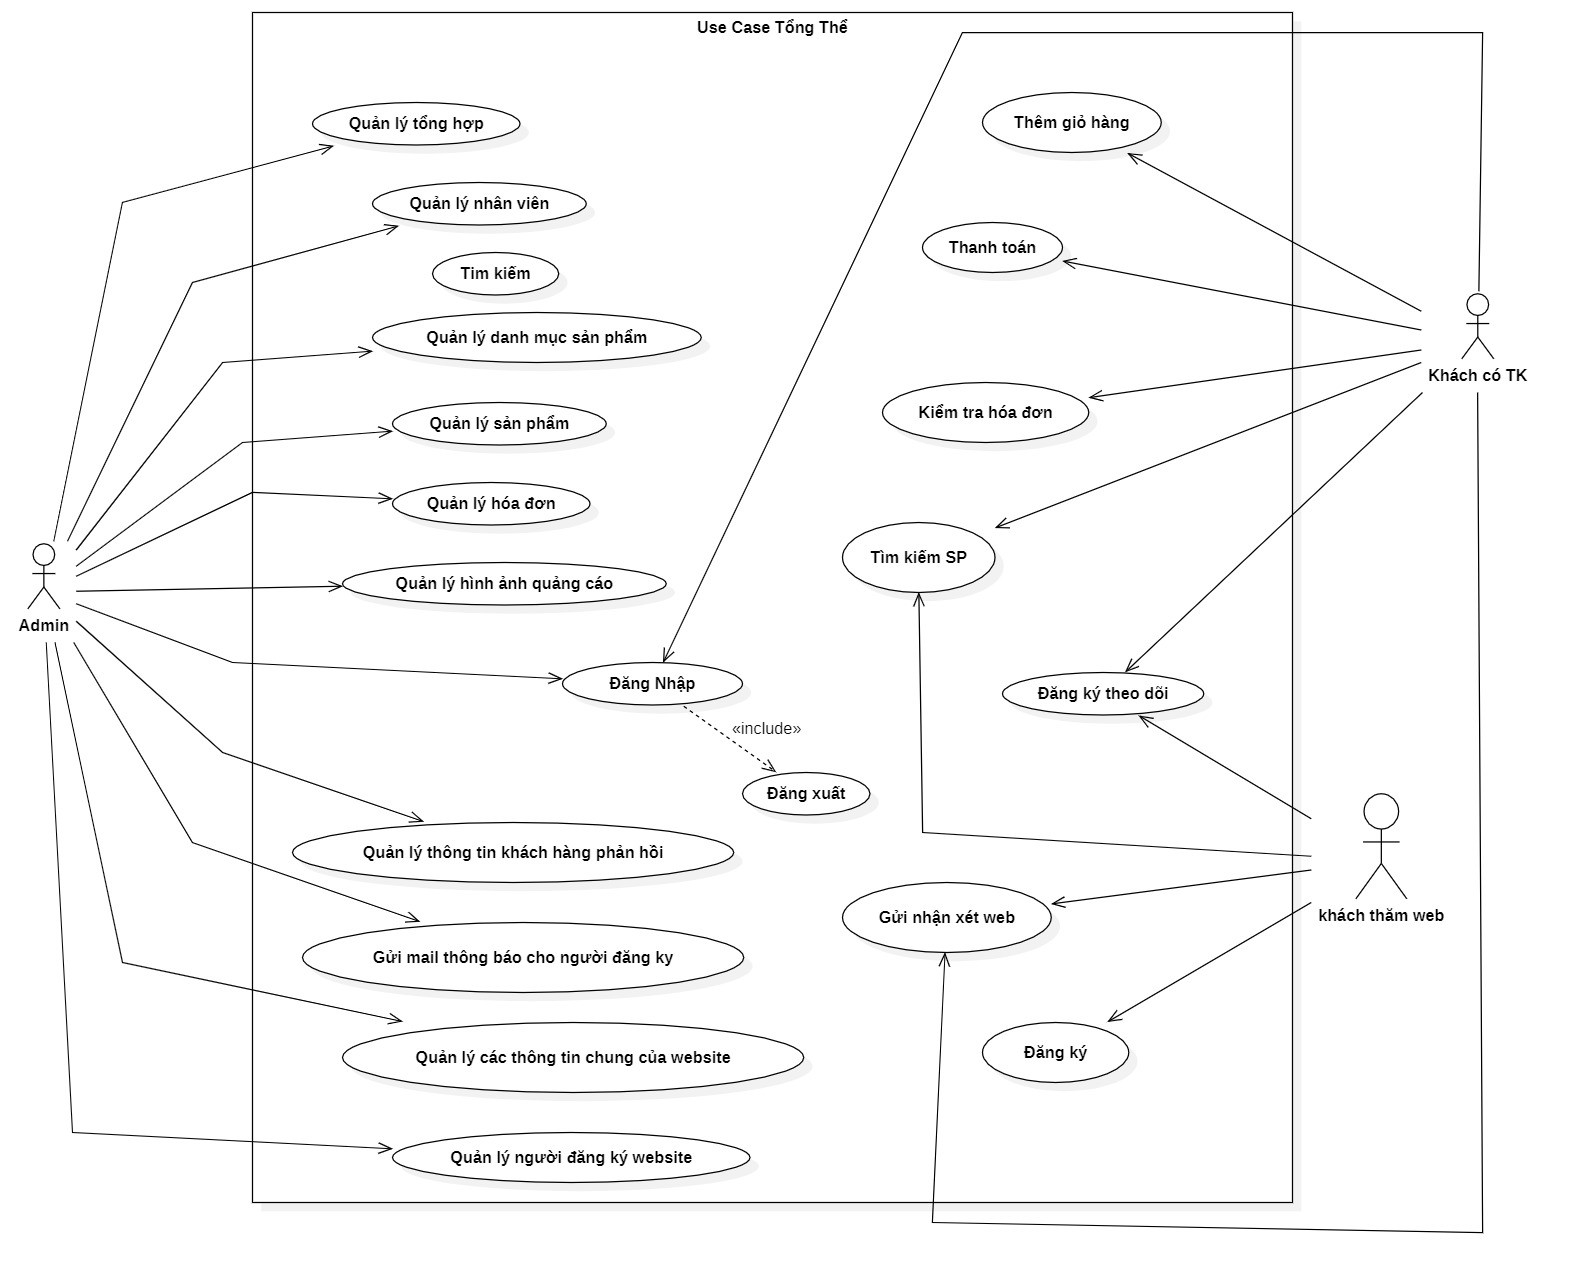 Use Case Tổng Thể
Quản lý tổng hợp
Thêm giỏ hàng
Quản lý nhân viên
Thanh toán
Tim kiếm
Quản lý danh mục sản phẩm
Khách có TK
Kiểm tra hóa đơn
Quản lý sản phẩm
Quản lý hóa đơn
Tìm kiếm SP
Quản lý hình ảnh quảng cáo
Admin
Đăng Nhập
Đăng ký theo dõi
«include»
Đăng xuất
Quản lý thông tin khách hàng phản hồi
Gửi nhận xét web
khách thăm web
Gửi mail thông báo cho người đăng ky
Đăng ký
Quản lý các thông tin chung của website
Quản lý người đăng ký website